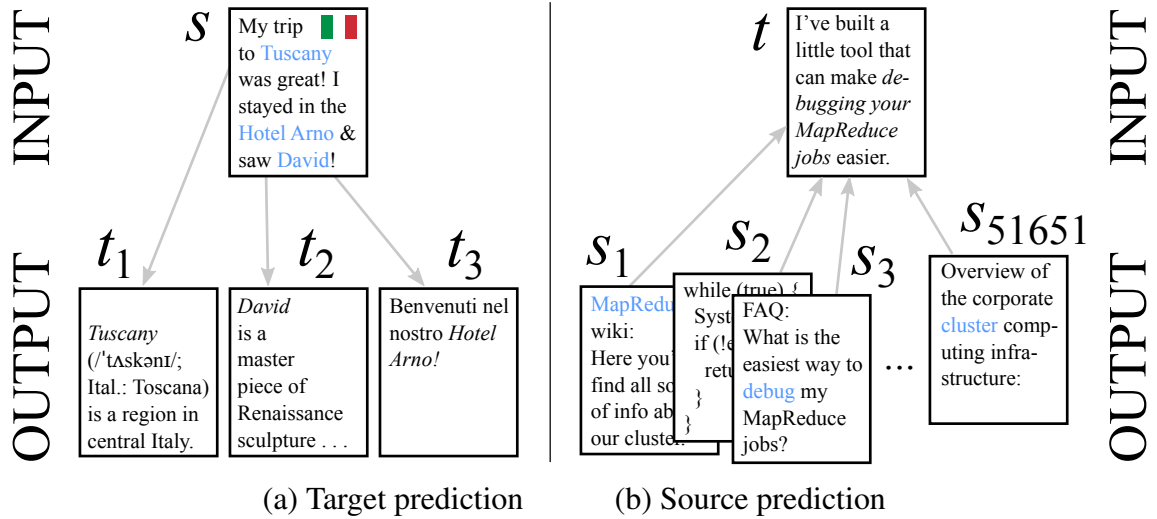 INPUT
s
My trip
to Tuscany
was great! I
stayed in the
Hotel Arno &
saw David!
OUTPUT
t1
Tuscany
(/ˈtʌskənɪ/;
Ital.: Toscana)
is a region in
central Italy.
t2
David
is a
master
piece of
Renaissance
sculpture . . .
t3
Benvenuti nel
nostro Hotel
Arno!
(a) Target prediction
INPUT
t
I've built a
little tool that
can make de-
bugging your
MapReduce
jobs easier.
OUTPUT
s1
wiki:
Here
find all
of info
our cluster.
s2
while (true) {
if
}
}
s3
FAQ:
What is the
easiest way to
debug my
MapReduce
jobs?
...
s51651
Overview of
the corporate
cluster comp-
uting infra-
structure:
(b) Source prediction